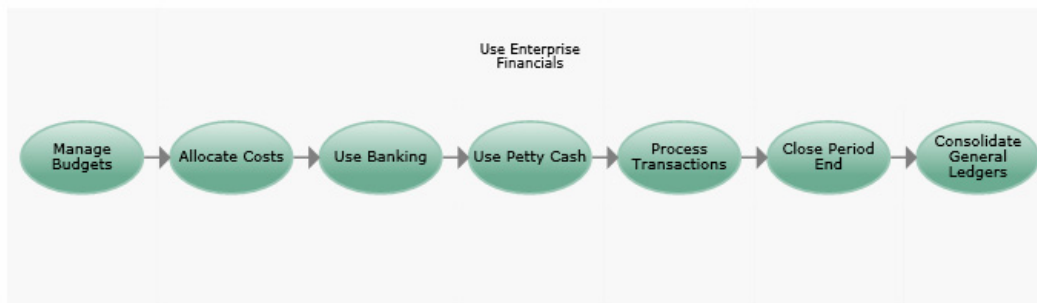 Use Enterprise
Financials
Manage
Budgets
Allocate Costs
Use Banking
Use Petty Cash
Process
Transactions
Close Period
End
Consolidate
General
Ledgers